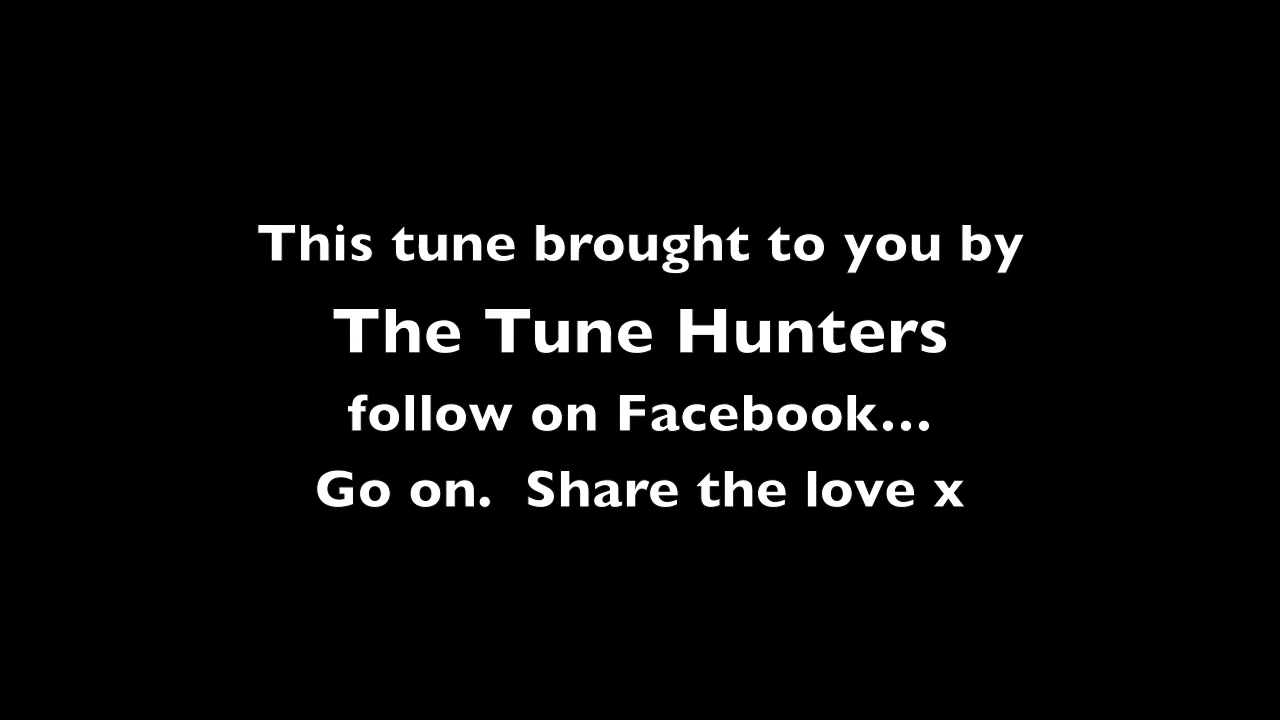 This tune brought to you by
The Tune Hunters
follow on Facebook...
Go on.  Share the love x